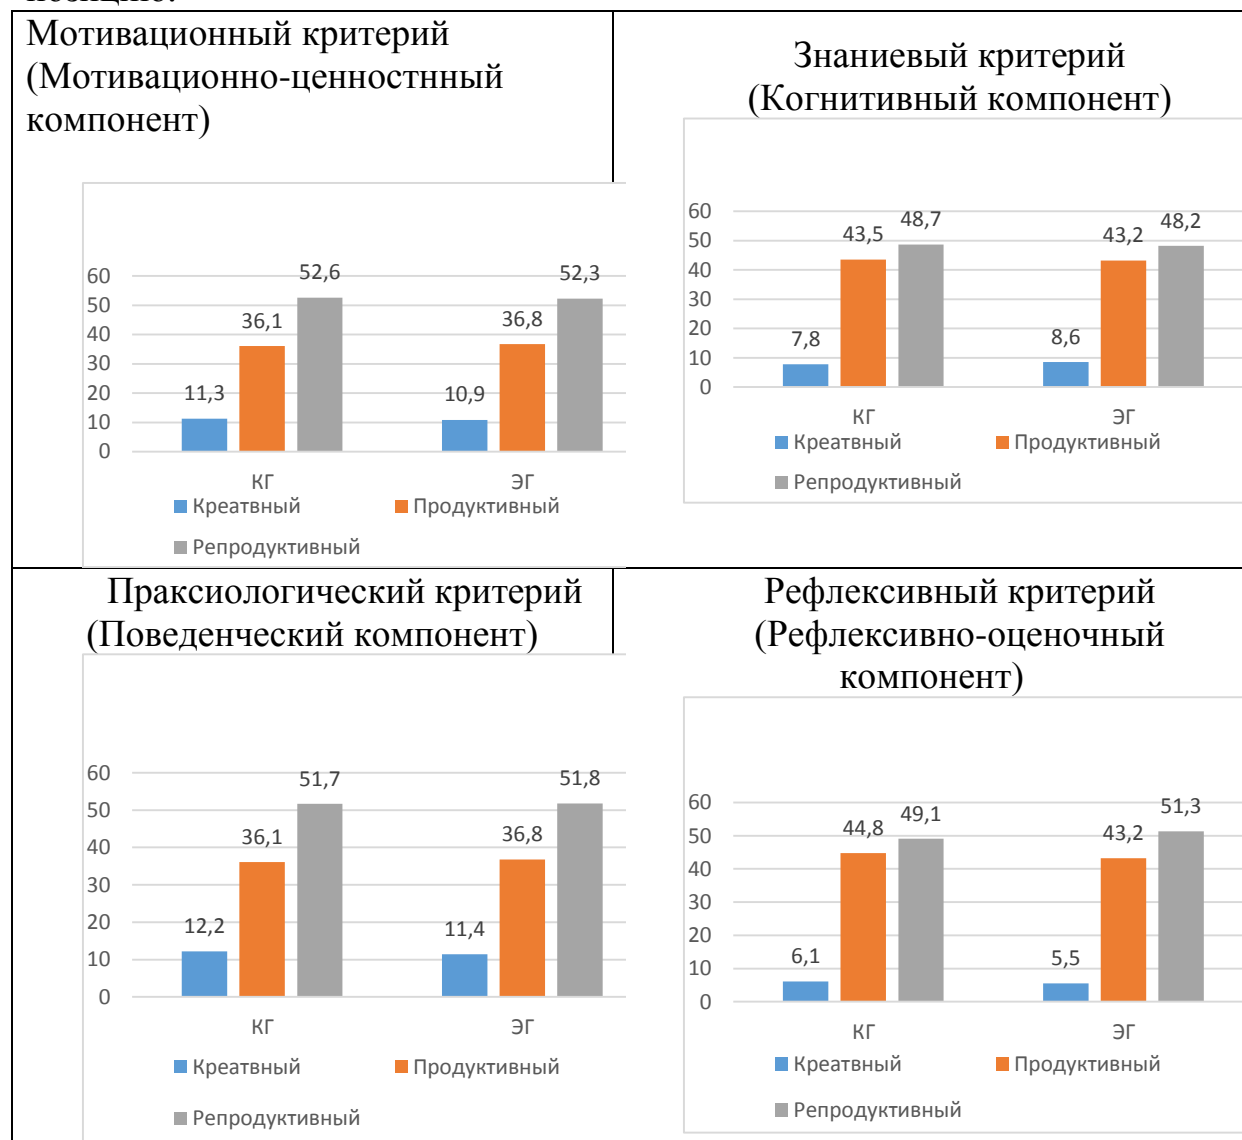 Мотивационный критерий
(Мотивационно-ценностнный
компонент)
60
50
40
30
20
10
0
11,3
36,1
52,6
10,9
36,8
52,3
КГ
ЭГ
Креатвный
Продуктивный
Репродуктивный
Знаниевый критерий
(Когнитивный компонент)
60
50
40
30
20
10
0
7,8
43,5
48,7
8,6
43,2
48,2
КГ
ЭГ
Креатвный
Продуктивный
Репродуктивный
Праксиологический критерий
(Поведенческий компонент)
60
50
40
30
20
10
0
12,2
36,1
51,7
11,4
36,8
51,8
КГ
ЭГ
Креатвный
Продуктивный
Репродуктивный
Рефлексивный критерий
(Рефлексивно-оценочный
компонент)
60
50
40
30
20
10
0
6,1
44,8
49,1
5,5
43,2
51,3
КГ
ЭГ
Креатвный
Продуктивный
Репродуктивный